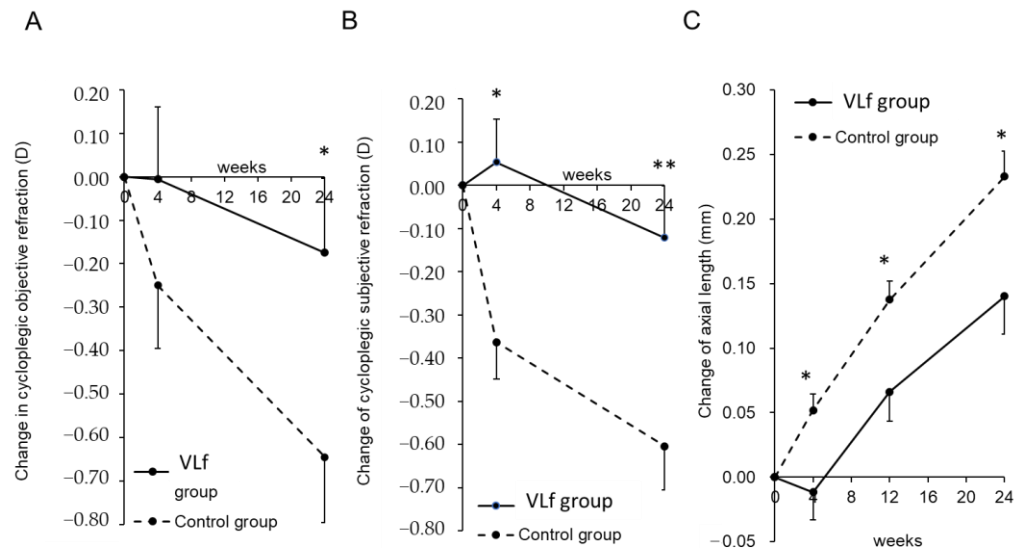 A
Change in cycloplegic objective refraction (D)
0.20
0.10
0.00
−0.10
−0.20
−0.30
−0.40
−0.50
−0.60
−0.70
−0.80
weeks
0 4 8 12 16 20 24
*
VLf
group
Control group
B
Change of cycloplegic subjective refraction (D)
0.20
0.10
0.00
−0.10
−0.20
−0.30
−0.40
−0.50
−0.60
−0.70
−0.80
*
weeks
**
0 4 8 12 16 20 24
VLf group
Control group
C
Change of axial length (mm)
0.30
0.25
0.20
0.15
0.10
0.05
0.00
−0.05
VLf group
Control group
*
*
*
0 4 8 12 16 20 24
weeks